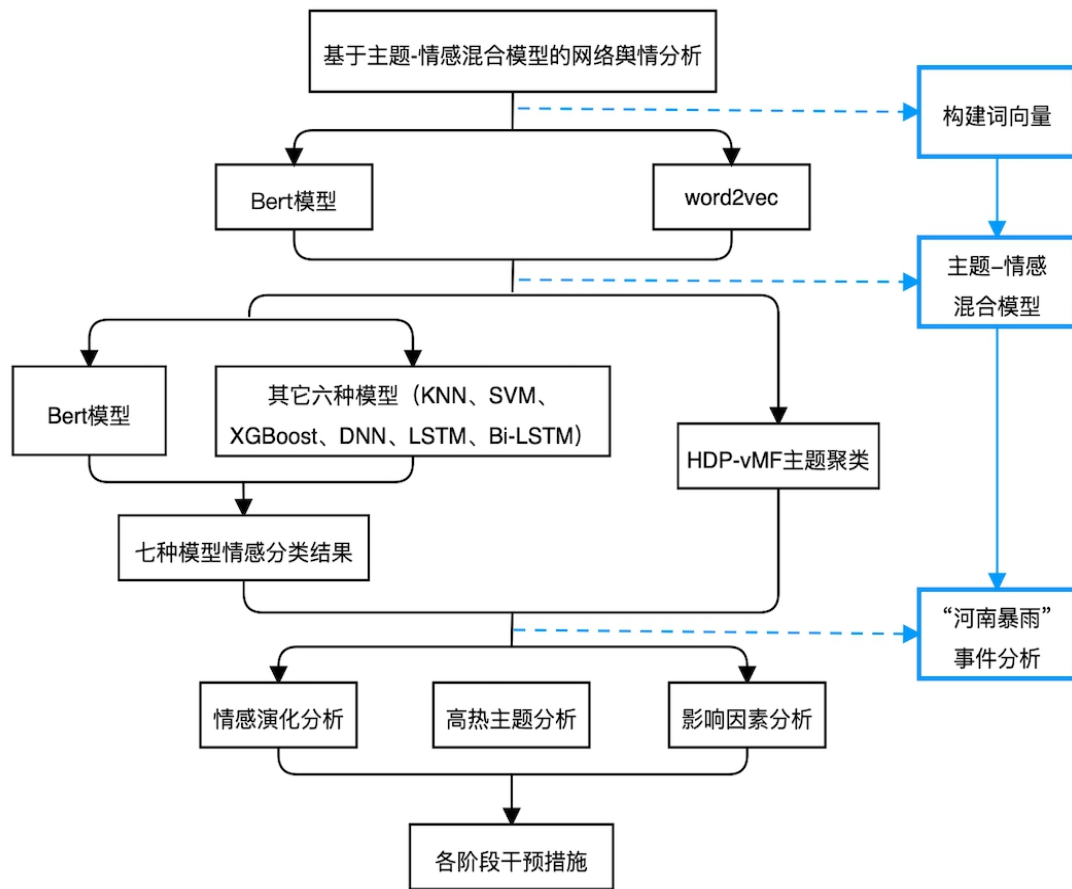 基于主题-情感混合模型的网络舆情分析
构建词向量
Bert模型
word2vec
主题–情感
混合模型
Bert模型
其它六种模型（KNN、SVM、
XGBoost、DNN、LSTM、Bi-LSTM）
HDP-vMF主题聚类
七种模型情感分类结果
“河南暴雨”
事件分析
情感演化分析
高热主题分析
影响因素分析
各阶段干预措施